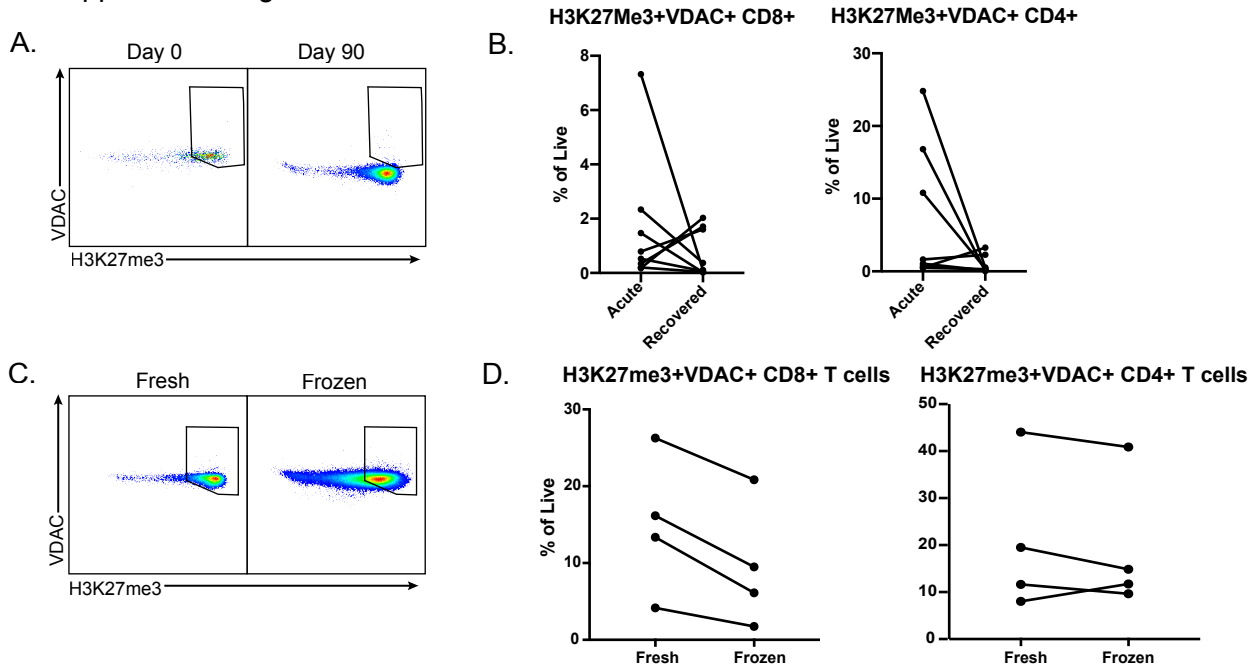 A.
Day 0
Day 90
VDAC
H3K27me3
B.
H3K27Me3+VDAC+ CD8+
% of Live
8
6
4
2
0
Acute
Recovered
H3K27Me3+VDAC+ CD4+
% of Live
30
20
10
0
Acute
Recovered
C.
Fresh
Frozen
VDAC
H3K27me3
D.
H3K27me3+VDAC+ CD8+ T cells
% of Live
30
20
10
0
Fresh
Frozen
H3K27me3+VDAC+ CD4+ T cells
50
40
30
20
10
0
Fresh
Frozen